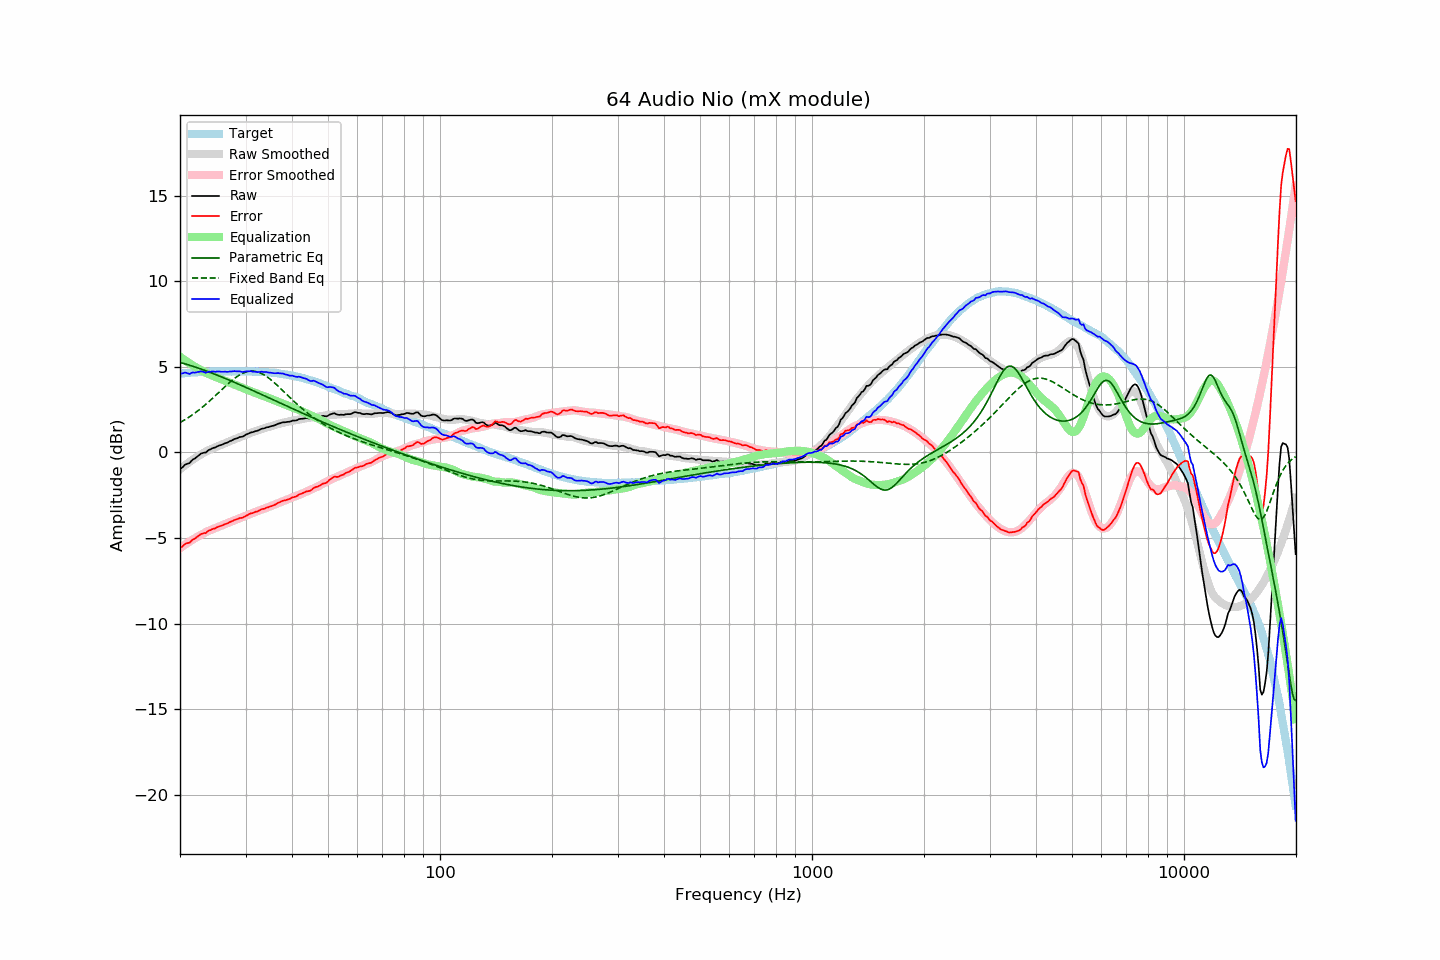 64 Audio Nio (mX module)
Target
Raw Smoothed
Error Smoothed
Raw
Error
Equalization
Parametric Eq
Fixed Band Eq
Equalized
15
10
5
0
−5
−10
−15
−20
Amplitude (dBr)
100 1000 10000
Frequency (Hz)